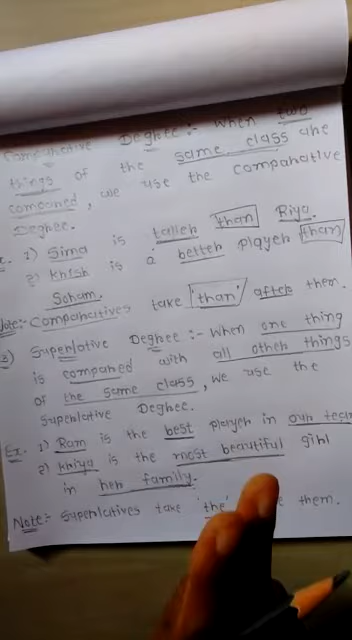 Comparative Degree :- When two
things of the same class are
compared, we use the comparative
Degree.
1) Sima is taller than Riya.
2) Khish is a better player than
Soham.
Note:- Comparatives take 'than' after them.
3) Superlative Degree :- When one thing
is compared with all other things
of the same class, we use the
Superlative Degree.
Ex. 1) Ram is the best player in our team
2) Khiya is the most beautiful girl
in her family.
Note:- Superlatives take 'the' them.